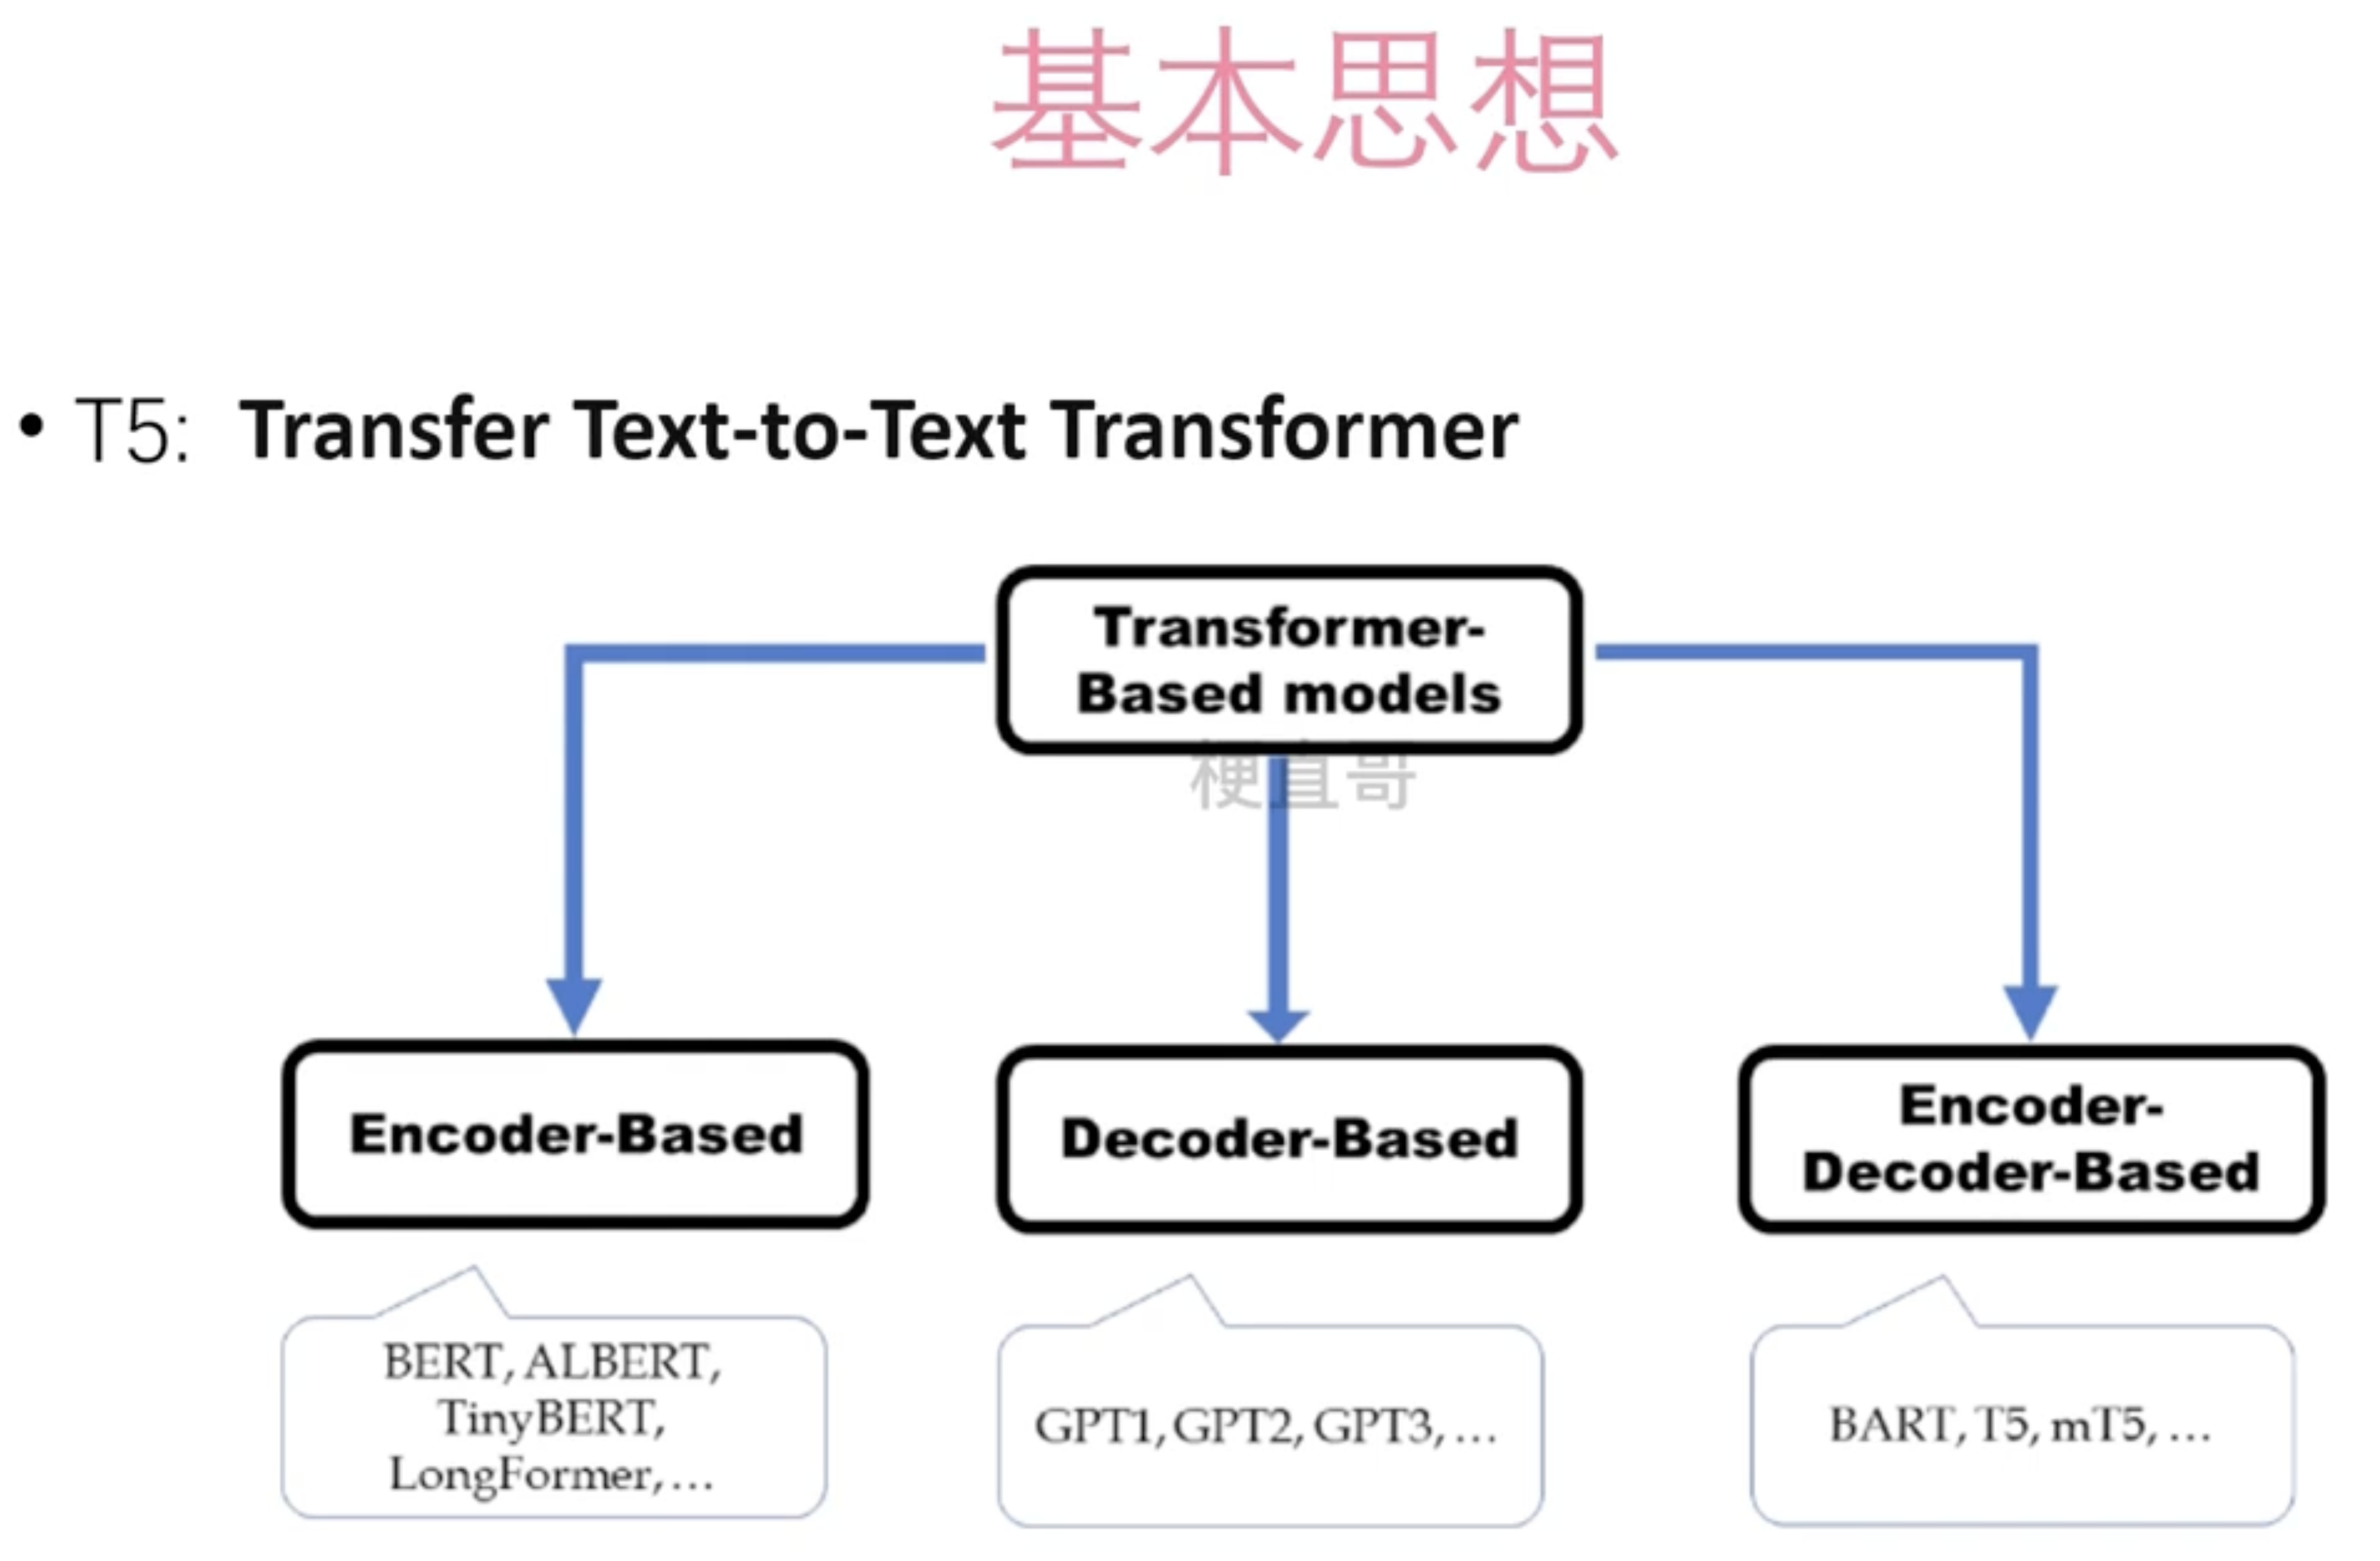 基本思想
• T5: Transfer Text-to-Text Transformer
Transformer-
Based models
梗直哥
Encoder-Based
Decoder-Based
Encoder-
Decoder-Based
BERT, ALBERT,
TinyBERT,
LongFormer, …
GPT1, GPT2, GPT3, …
BART, T5, mT5, …